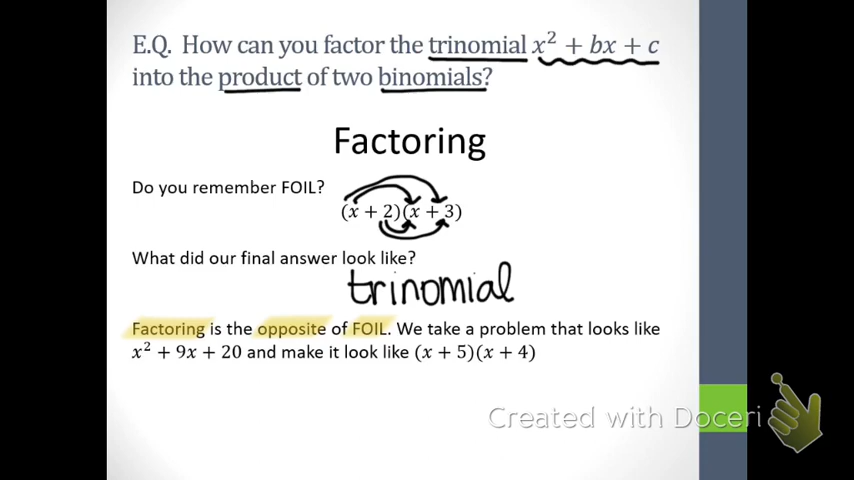 E.Q. How can you factor the trinomial x² + bx + c
into the product of two binomials?
Factoring
Do you remember FOIL?
(x + 2)(x + 3)
What did our final answer look like?
trinomial
Factoring is the opposite of FOIL. We take a problem that looks like
x² + 9x + 20 and make it look like (x + 5)(x + 4)
Created with Doceri